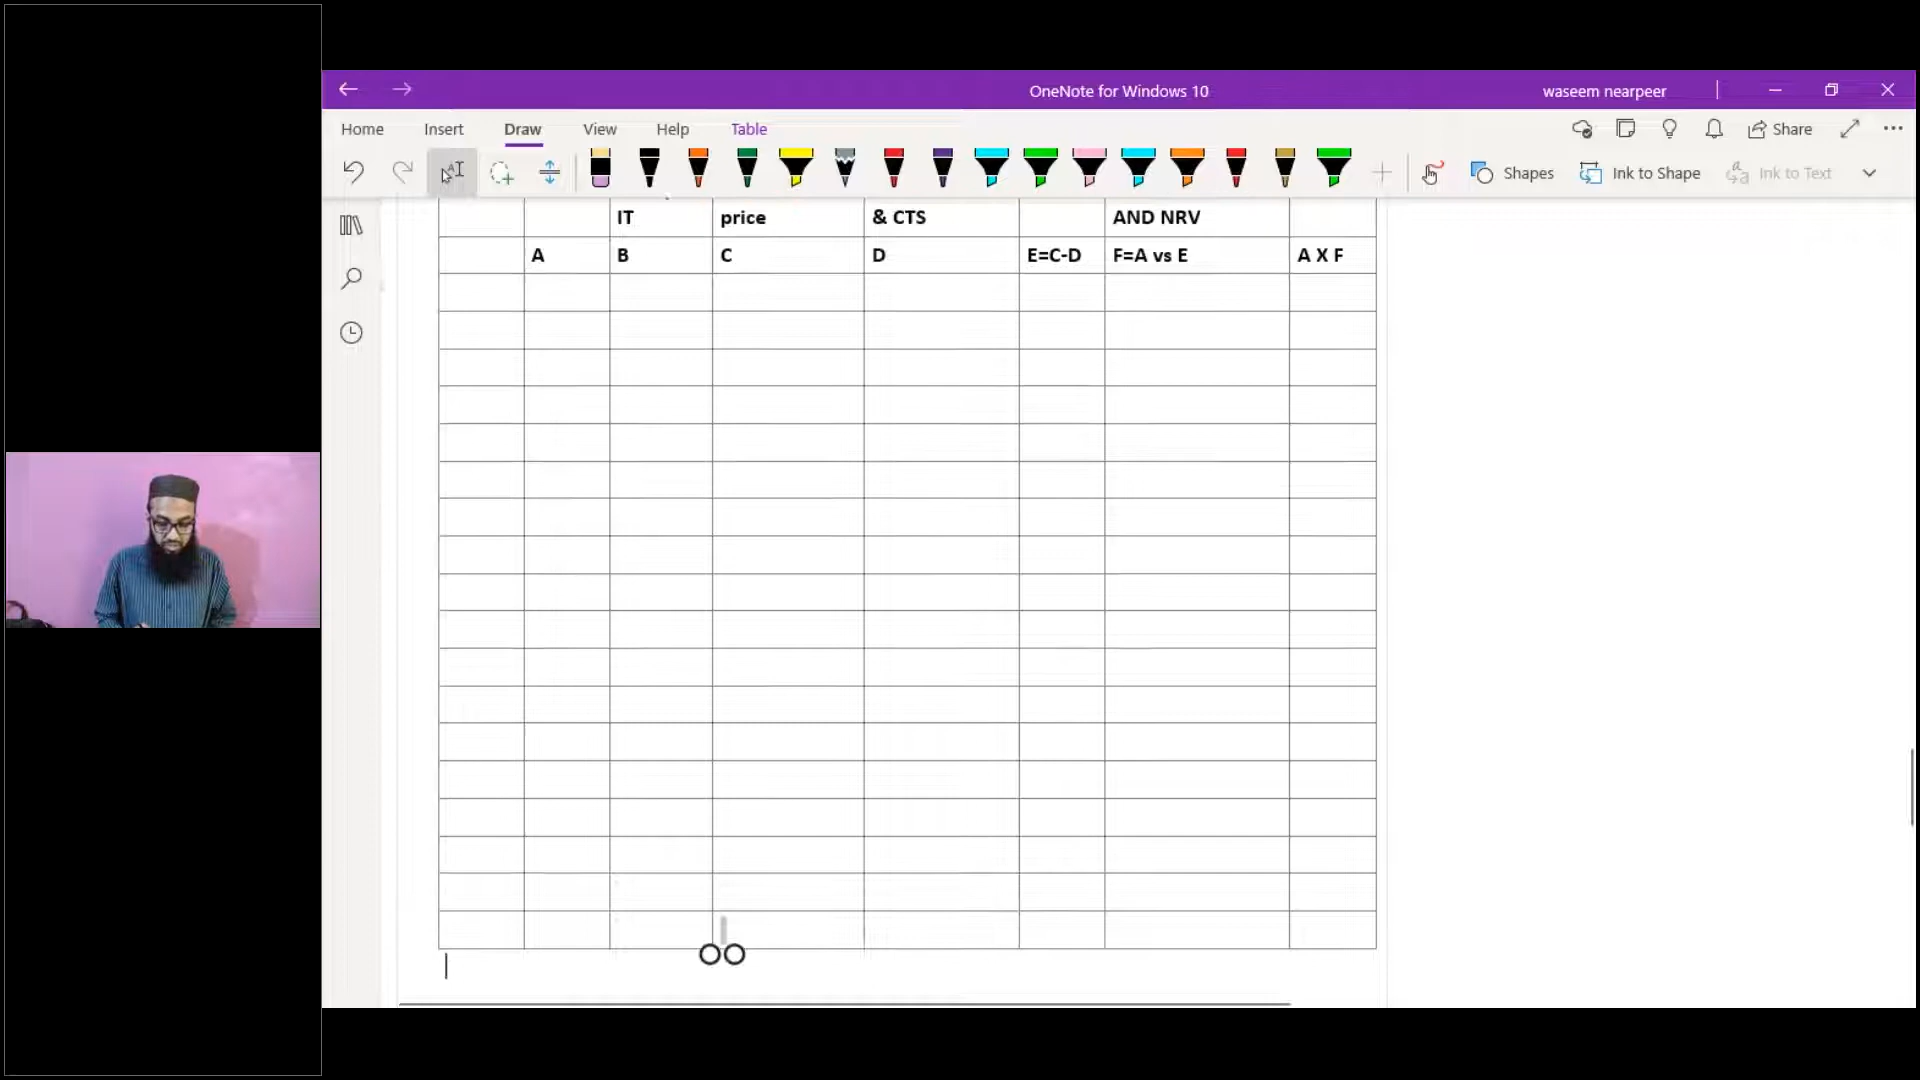 OneNote for Windows 10
waseem nearpeer
Home Insert Draw View Help Table
Share
Shapes
Ink to Shape
Ink to Text
IT price & CTS AND NRV
A B C D E=C-D F=A vs E A X F